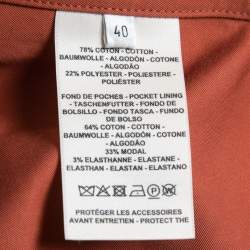 40
78% COTON - COTTON -
BAUMWOLLE - ALGODÓN - COTONE
- ALGODÃO
22% POLYESTER - POLIESTERE -
POLIÉSTER
FOND DE POCHES - POCKET LINING
- TASCHENFUTTER - FONDO DE
BOLSILLO - FONDO TASCA - FUNDO
DE BOLSO
64% COTON - COTTON -
BAUMWOLLE - ALGODÓN - COTONE
- ALGODÃO
33% MODAL
3% ELASTHANNE - ELASTANE -
ELASTHAN - ELASTAN - ELASTANO
P
PROTÉGER LES ACCESSOIRES
AVANT ENTRETIEN - PROTECT THE